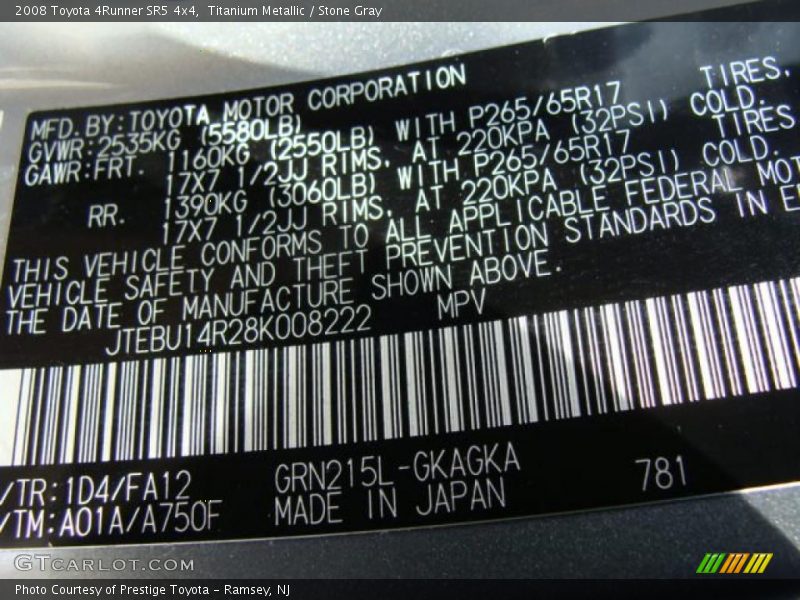 2008 Toyota 4Runner SR5 4x4, Titanium Metallic / Stone Gray
MFD. BY: TOYOTA MOTOR CORPORATION
GVWR: 2535KG (5580LB)
GAWR: FRT. 1160KG (2550LB) WITH P265/65R17 TIRES,
17X7 1/2JJ RIMS, AT 220KPA (32PSI) COLD.
RR. 1390KG (3060LB) WITH P265/65R17 TIRES
17X7 1/2JJ RIMS, AT 220KPA (32PSI) COLD.
THIS VEHICLE CONFORMS TO ALL APPLICABLE FEDERAL MOT
VEHICLE SAFETY AND THEFT PREVENTION STANDARDS IN E
THE DATE OF MANUFACTURE SHOWN ABOVE.
JTEBU14R28K008222 MPV
/TR: 1D4/FA12 GRN215L-GKAGKA 781
/TM: A01A/A750F MADE IN JAPAN
GTCARLOT.COM
Photo Courtesy of Prestige Toyota - Ramsey, NJ